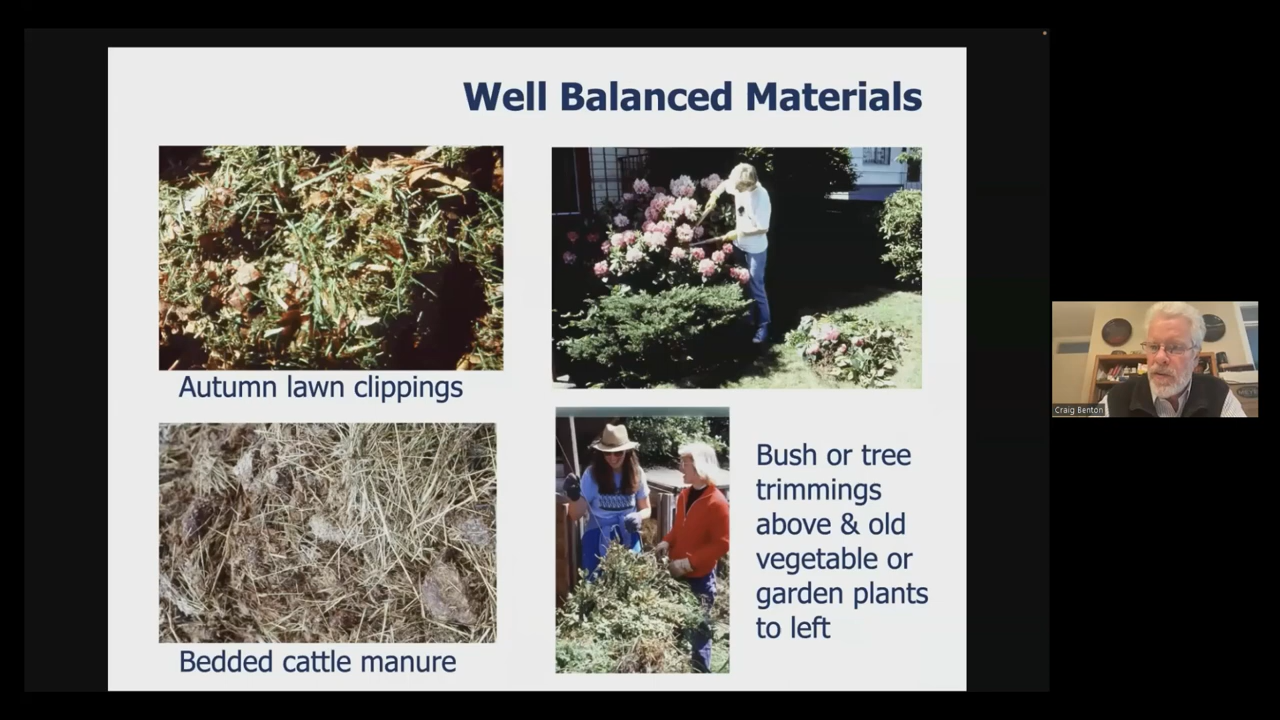 Well Balanced Materials
Autumn lawn clippings
Bush or tree
trimmings
above & old
vegetable or
garden plants
to left
Bedded cattle manure
Craig Benton